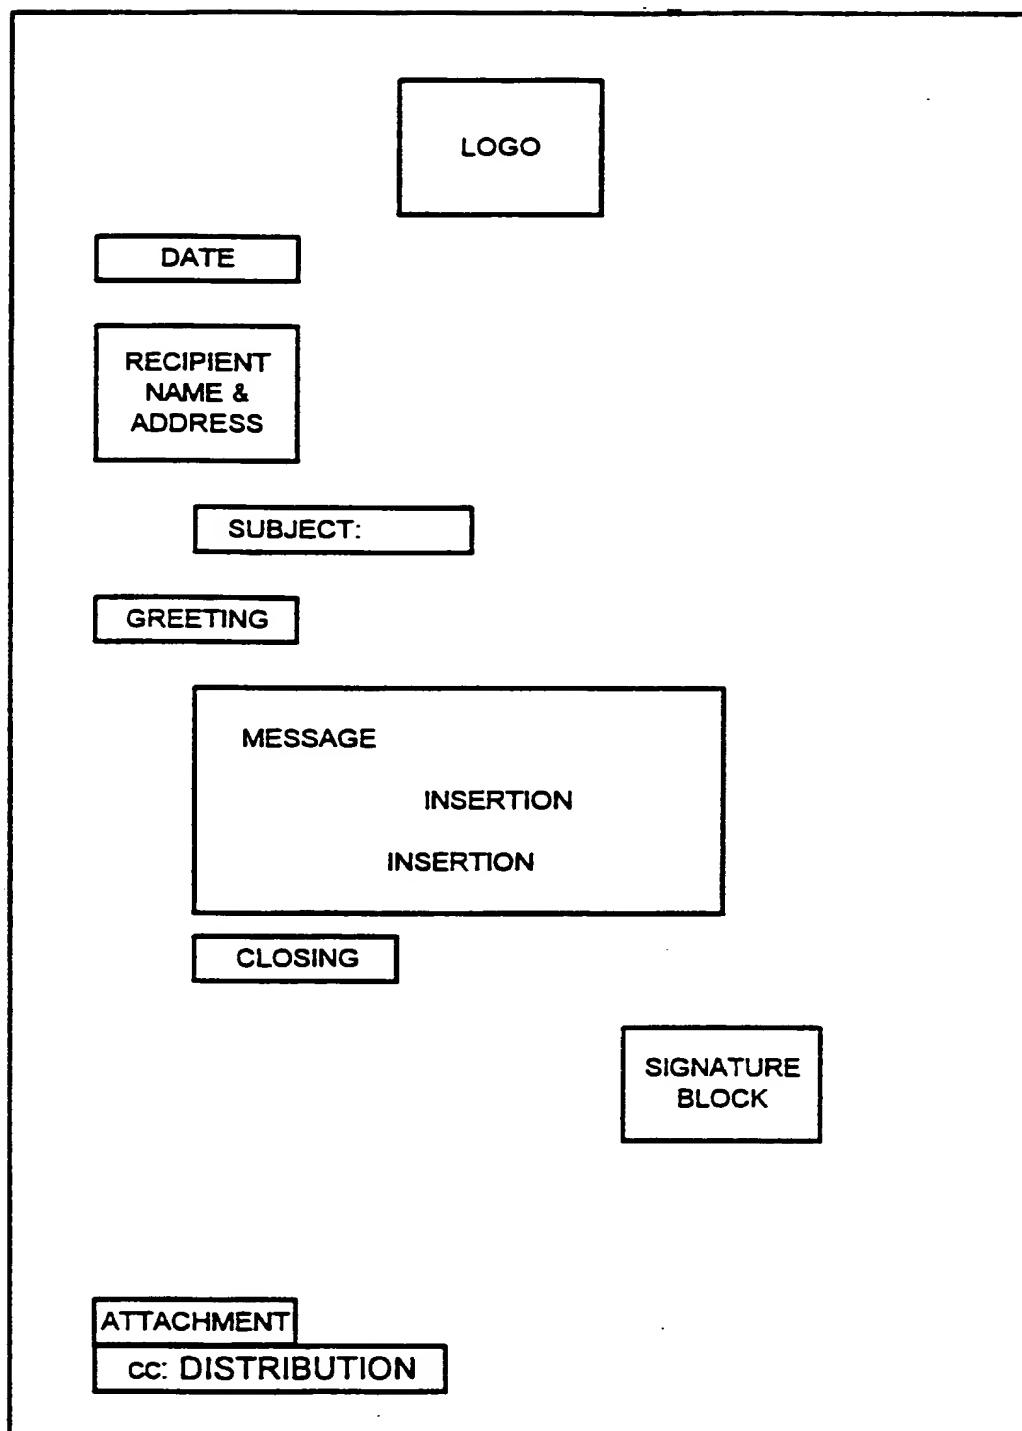 LOGO
DATE
RECIPIENT
NAME &
ADDRESS
SUBJECT:
GREETING
MESSAGE
INSERTION
INSERTION
CLOSING
SIGNATURE
BLOCK
ATTACHMENT
cc: DISTRIBUTION